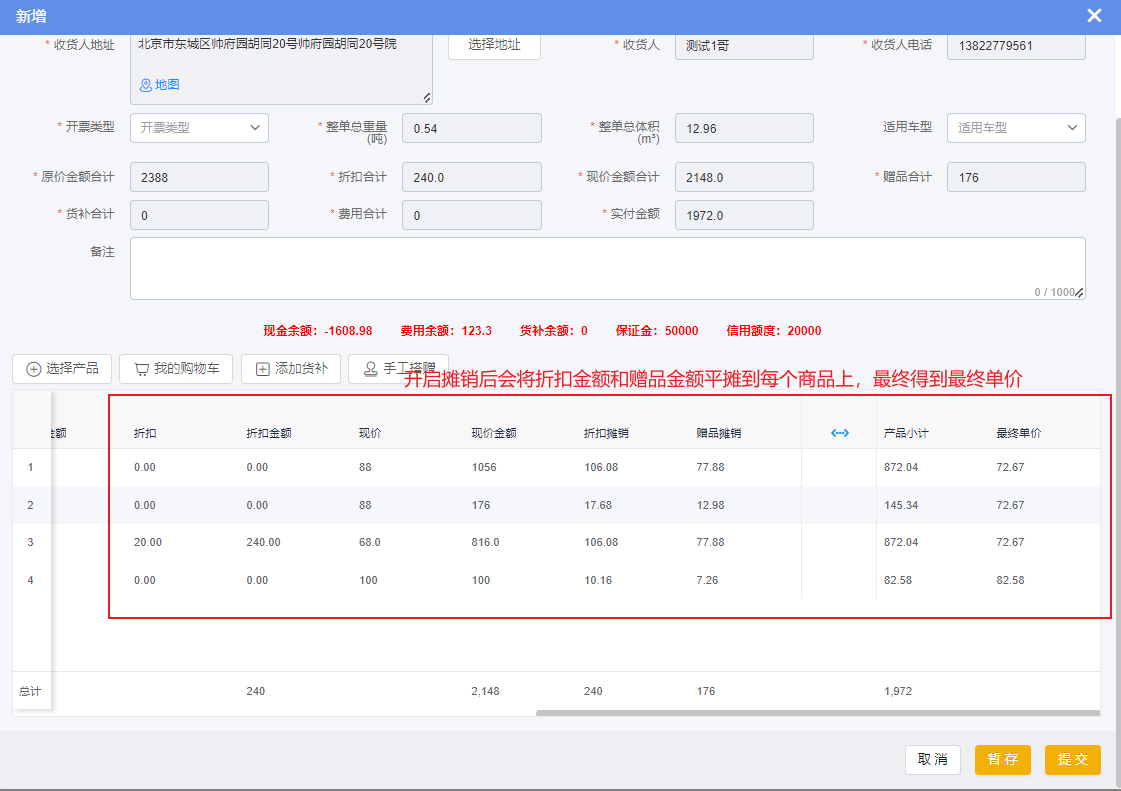 新增
* 收货人地址 北京市东城区帅府园胡同20号帅府园胡同20号院 选择地址 * 收货人 测试1哥 * 收货人电话 13822779561
地图
* 开票类型 开票类型 * 整单总重量 0.54 * 整单总体积 12.96 适用车型 适用车型
(吨) (m³)
* 原价金额合计 2388 * 折扣合计 240.0 * 现价金额合计 2148.0 * 赠品合计 176
* 货补合计 0 * 费用合计 0 * 实付金额 1972.0
备注
0 / 1000
现金余额：-1608.98 费用余额：123.3 货补余额：0 保证金：50000 信用额度：20000
选择产品 我的购物车 添加货补 手工搭赠
开启摊销后会将折扣金额和赠品金额平摊到每个商品上，最终得到最终单价
金额 折扣 折扣金额 现价 现价金额 折扣摊销 赠品摊销 产品小计 最终单价
1 0.00 0.00 88 1056 106.08 77.88 872.04 72.67
2 0.00 0.00 88 176 17.68 12.98 145.34 72.67
3 20.00 240.00 68.0 816.0 106.08 77.88 872.04 72.67
4 0.00 0.00 100 100 10.16 7.26 82.58 82.58
总计 240 2,148 240 176 1,972
取消 暂存 提交